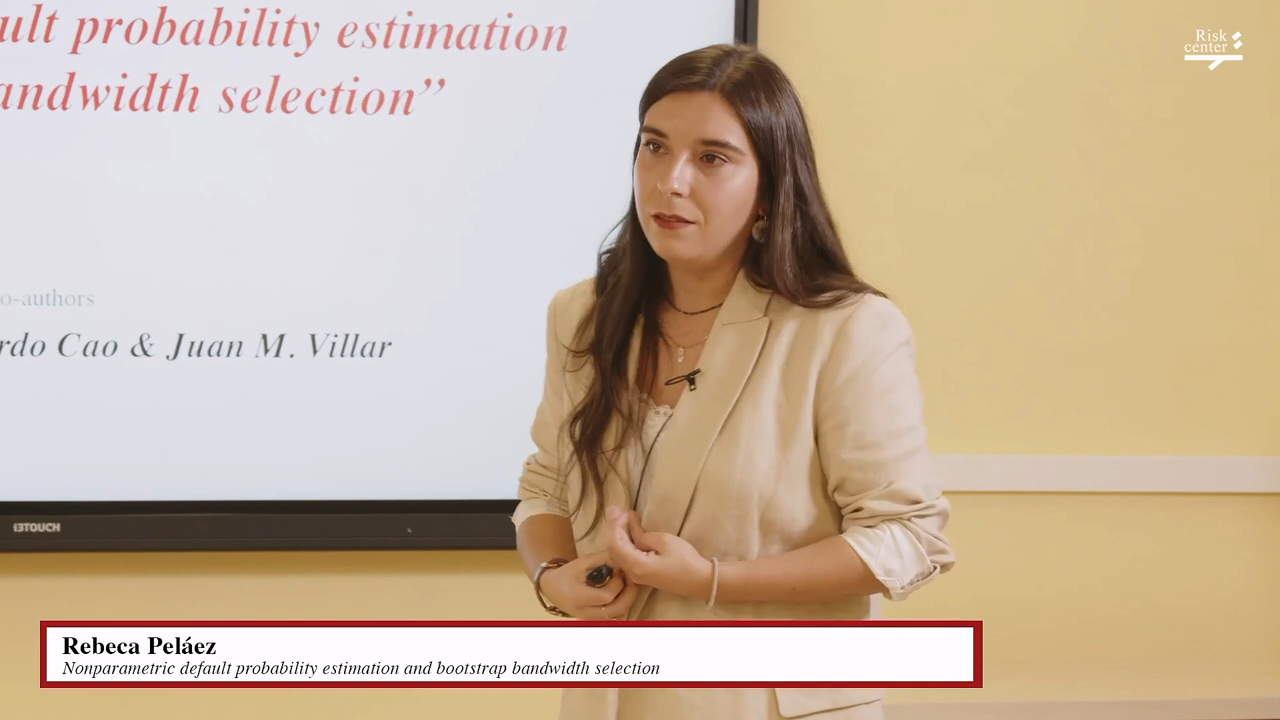 ult probability estimation
andwidth selection”
o-authors
rdo Cao & Juan M. Villar
i3TOUCH
Risk
center
Rebeca Peláez
Nonparametric default probability estimation and bootstrap bandwidth selection